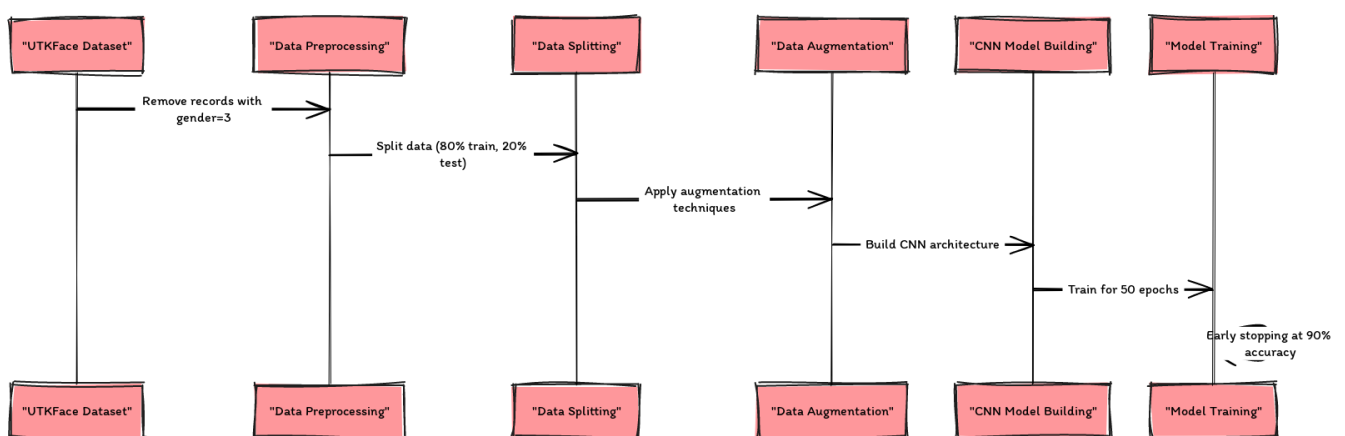 "UTKFace Dataset"
"Data Preprocessing"
"Data Splitting"
"Data Augmentation"
"CNN Model Building"
"Model Training"
Remove records with
gender=3
Split data (80% train, 20%
test)
Apply augmentation
techniques
Build CNN architecture
Train for 50 epochs
Early stopping at 90%
accuracy
"UTKFace Dataset"
"Data Preprocessing"
"Data Splitting"
"Data Augmentation"
"CNN Model Building"
"Model Training"